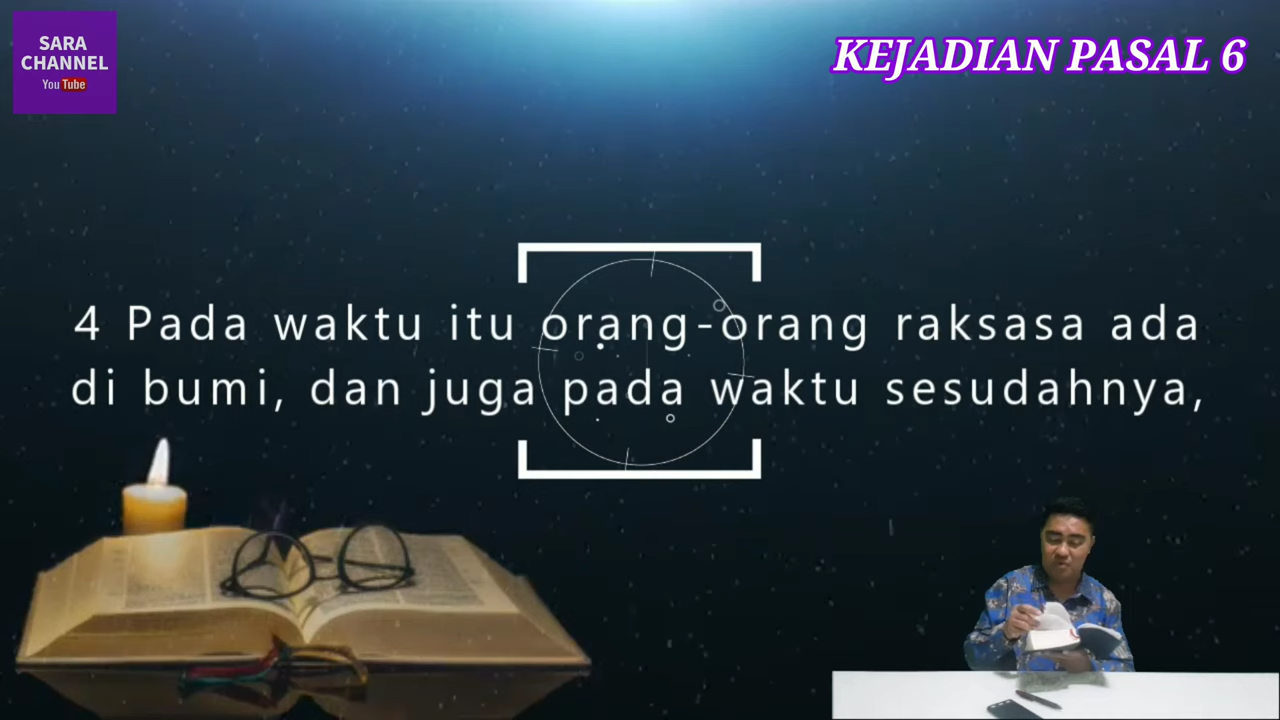 SARA
CHANNEL
YouTube
KEJADIAN PASAL 6
4 Pada waktu itu orang-orang raksasa ada
di bumi, dan juga pada waktu sesudahnya,